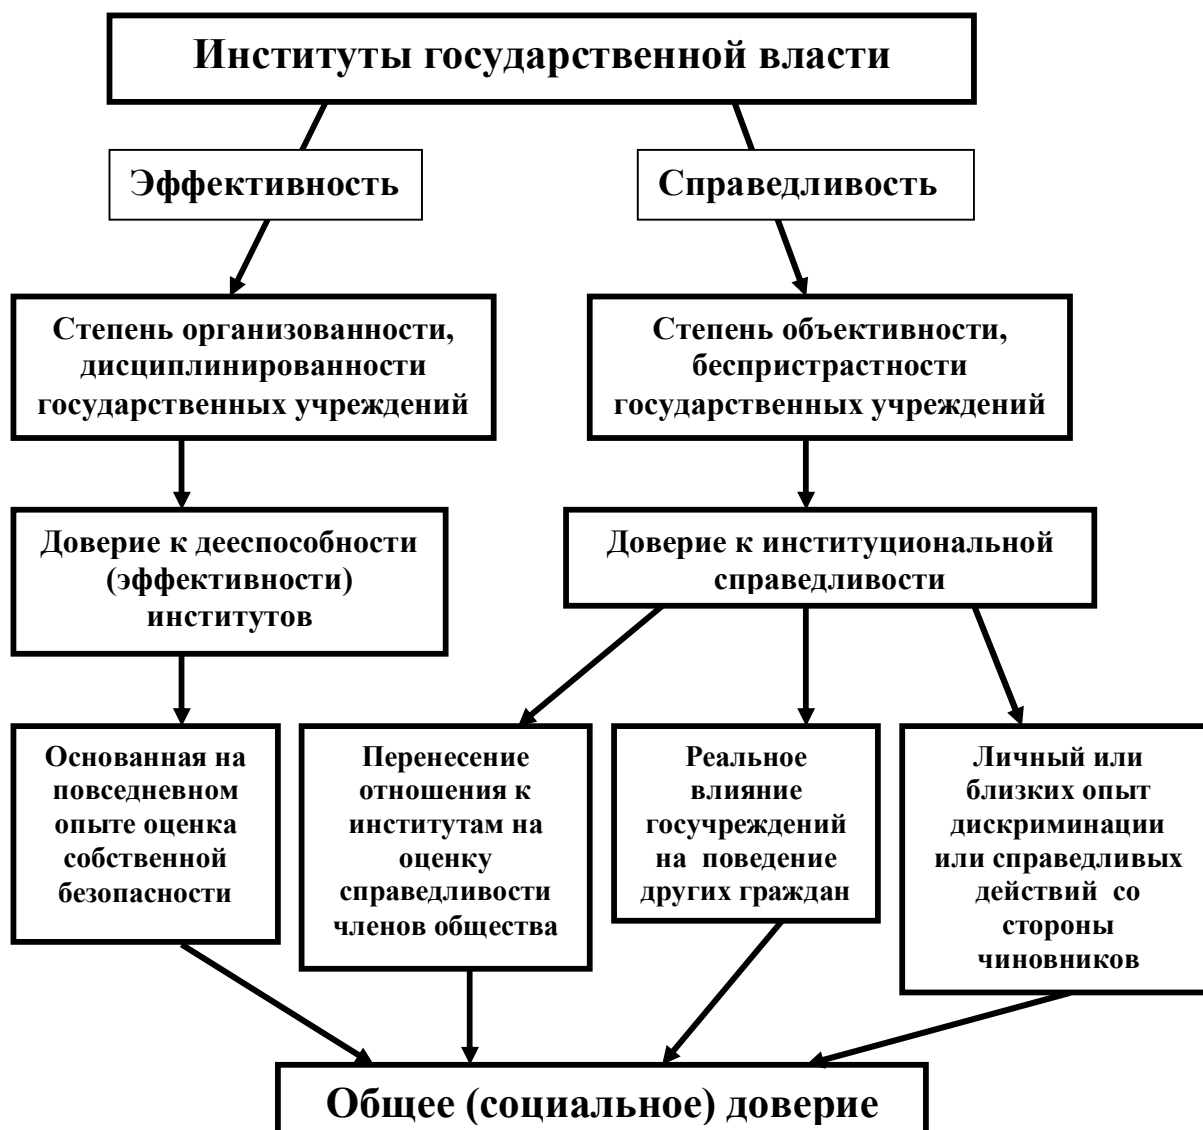 Институты государственной власти
Эффективность
Справедливость
Степень организованности,
дисциплинированности
государственных учреждений
Степень объективности,
беспристрастности
государственных учреждений
Доверие к дееспособности
(эффективности)
институтов
Доверие к институциональной
справедливости
Основанная на
повседневном
опыте оценка
собственной
безопасности
Перенесение
отношения к
институтам на
оценку
справедливости
членов общества
Реальное
влияние
госучреждений
на поведение
других граждан
Личный или
близких опыт
дискриминации
или справедливых
действий со
стороны
чиновников
Общее (социальное) доверие